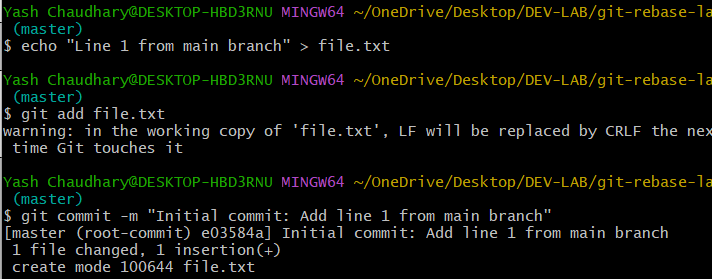 Yash Chaudhary@DESKTOP-HBD3RNU MINGW64 ~/OneDrive/Desktop/DEV-LAB/git-rebase-la
(master)
$ echo "Line 1 from main branch" > file.txt
Yash Chaudhary@DESKTOP-HBD3RNU MINGW64 ~/OneDrive/Desktop/DEV-LAB/git-rebase-la
(master)
$ git add file.txt
warning: in the working copy of 'file.txt', LF will be replaced by CRLF the nex
time Git touches it
Yash Chaudhary@DESKTOP-HBD3RNU MINGW64 ~/OneDrive/Desktop/DEV-LAB/git-rebase-la
(master)
$ git commit -m "Initial commit: Add line 1 from main branch"
[master (root-commit) e03584a] Initial commit: Add line 1 from main branch
1 file changed, 1 insertion(+)
create mode 100644 file.txt